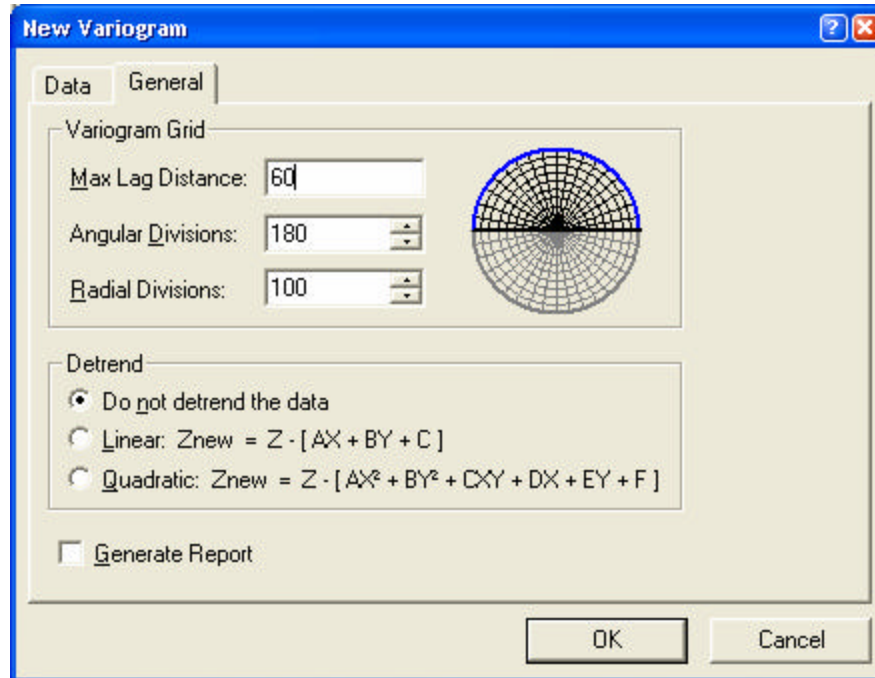 New Variogram
Data General
Variogram Grid
Max Lag Distance: 60
Angular Divisions: 180
Radial Divisions: 100
Detrend
Do not detrend the data
Linear: Znew = Z - [ AX + BY + C ]
Quadratic: Znew = Z - [ AX² + BY² + CXY + DX + EY + F ]
Generate Report
OK Cancel